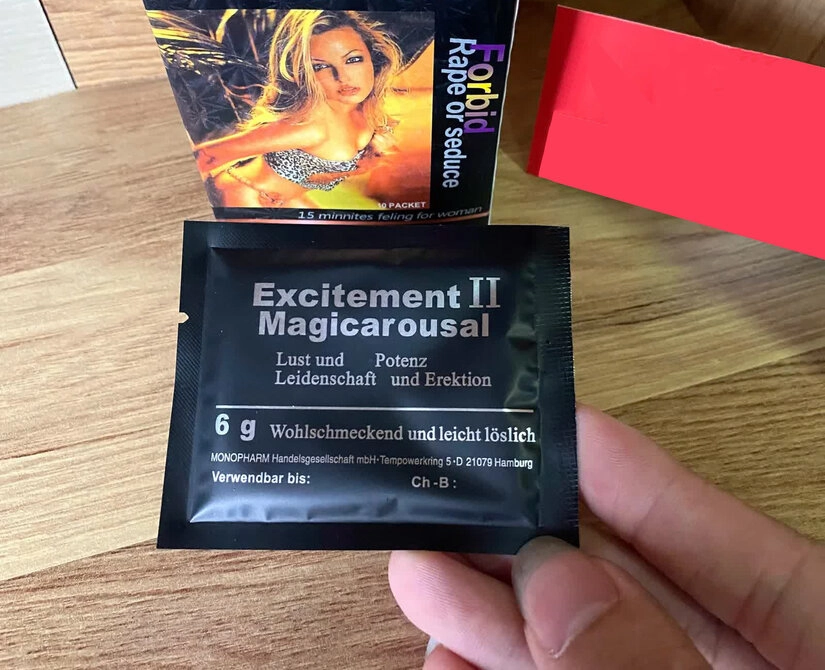 Forbid
Rape or seduce
10 PACKET
15 minnites feling for woman
Excitement II
Magicarousal
Lust und Potenz
Leidenschaft und Erektion
6 g Wohlschmeckend und leicht löslich
MONOPHARM Handelsgesellschaft mbH·Tempowerkring 5·D 21079 Hamburg
Verwendbar bis: Ch-B :